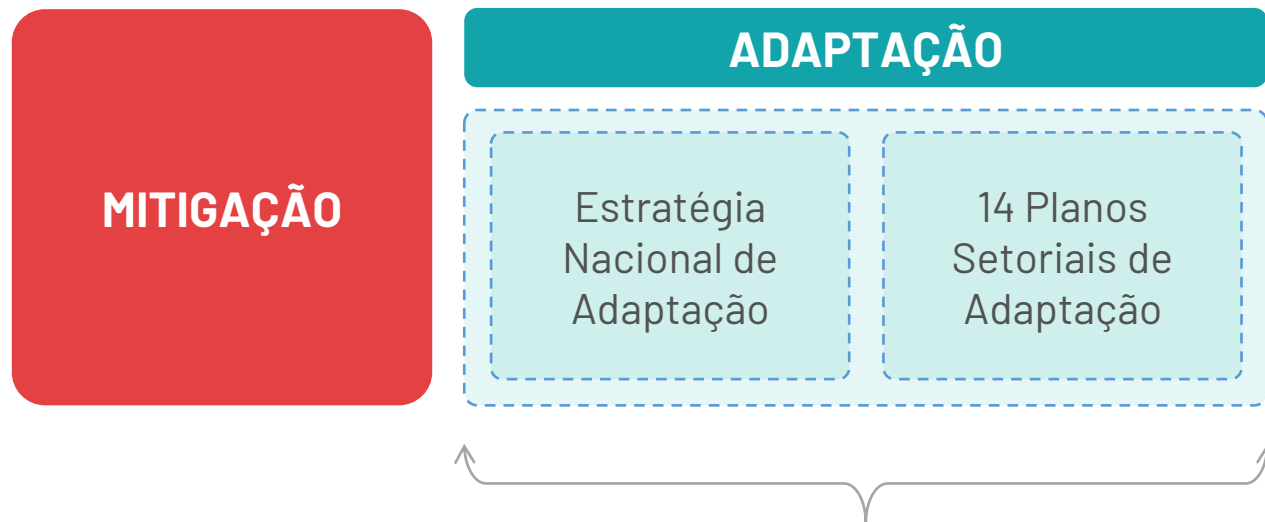 MITIGAÇÃO
ADAPTAÇÃO
Estratégia
Nacional de
Adaptação
14 Planos
Setoriais de
Adaptação